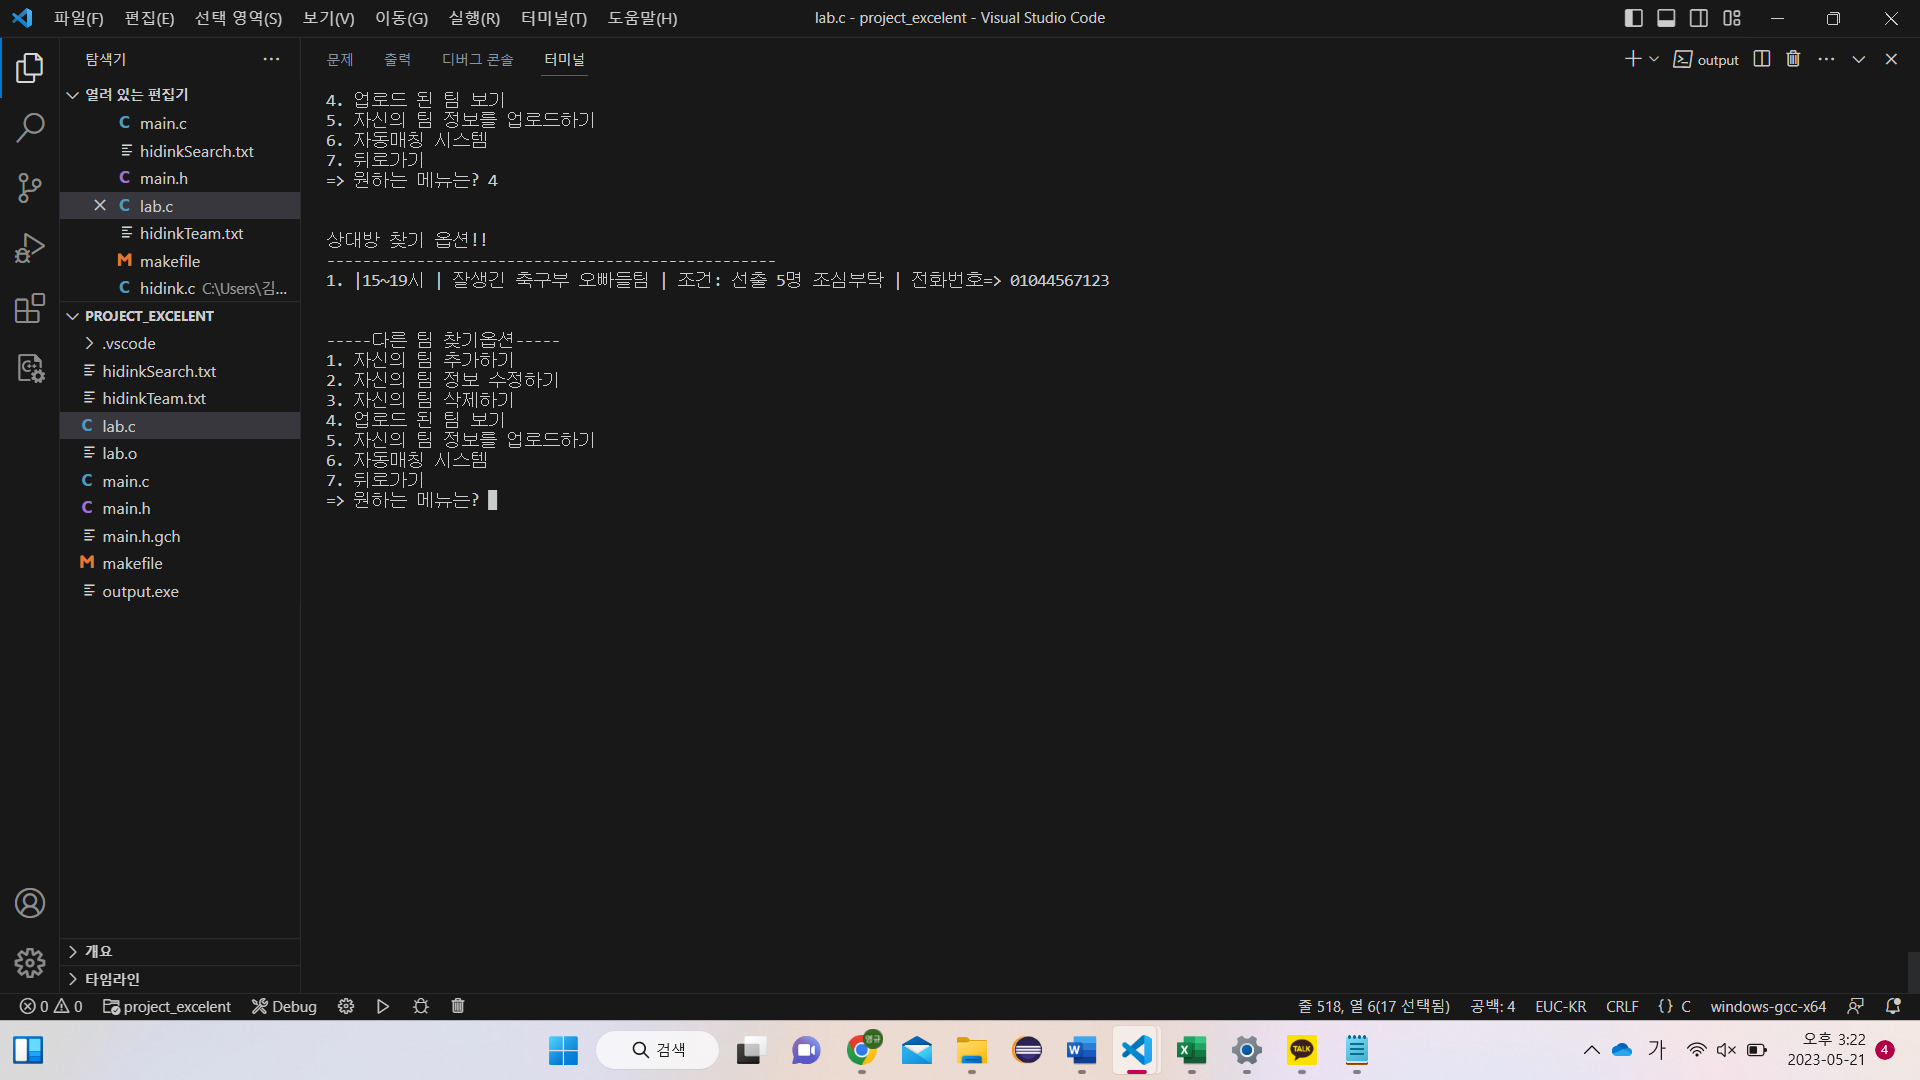 파일(F) 편집(E) 선택 영역(S) 보기(V) 이동(G) 실행(R) 터미널(T) 도움말(H) lab.c - project_excelent - Visual Studio Code
탐색기
열려 있는 편집기
C main.c
hidinkSearch.txt
C main.h
C lab.c
hidinkTeam.txt
M makefile
C hidink.c C:\Users\김...
PROJECT_EXCELENT
.vscode
hidinkSearch.txt
hidinkTeam.txt
C lab.c
lab.o
C main.c
C main.h
main.h.gch
M makefile
output.exe
개요
타임라인
문제 출력 디버그 콘솔 터미널 output
4. 업로드 된 팀 보기
5. 자신의 팀 정보를 업로드하기
6. 자동매칭 시스템
7. 뒤로가기
=> 원하는 메뉴는? 4
상대방 찾기 옵션!!
--------------------------------------------------
1. |15~19시 | 잘생긴 축구부 오빠들팀 | 조건: 선출 5명 조심부탁 | 전화번호=> 01044567123
-----다른 팀 찾기옵션-----
1. 자신의 팀 추가하기
2. 자신의 팀 정보 수정하기
3. 자신의 팀 삭제하기
4. 업로드 된 팀 보기
5. 자신의 팀 정보를 업로드하기
6. 자동매칭 시스템
7. 뒤로가기
=> 원하는 메뉴는?
0 0 project_excelent Debug 줄 518, 열 6(17 선택됨) 공백: 4 EUC-KR CRLF {} C windows-gcc-x64
검색 TALK 가 오후 3:22
2023-05-21 4